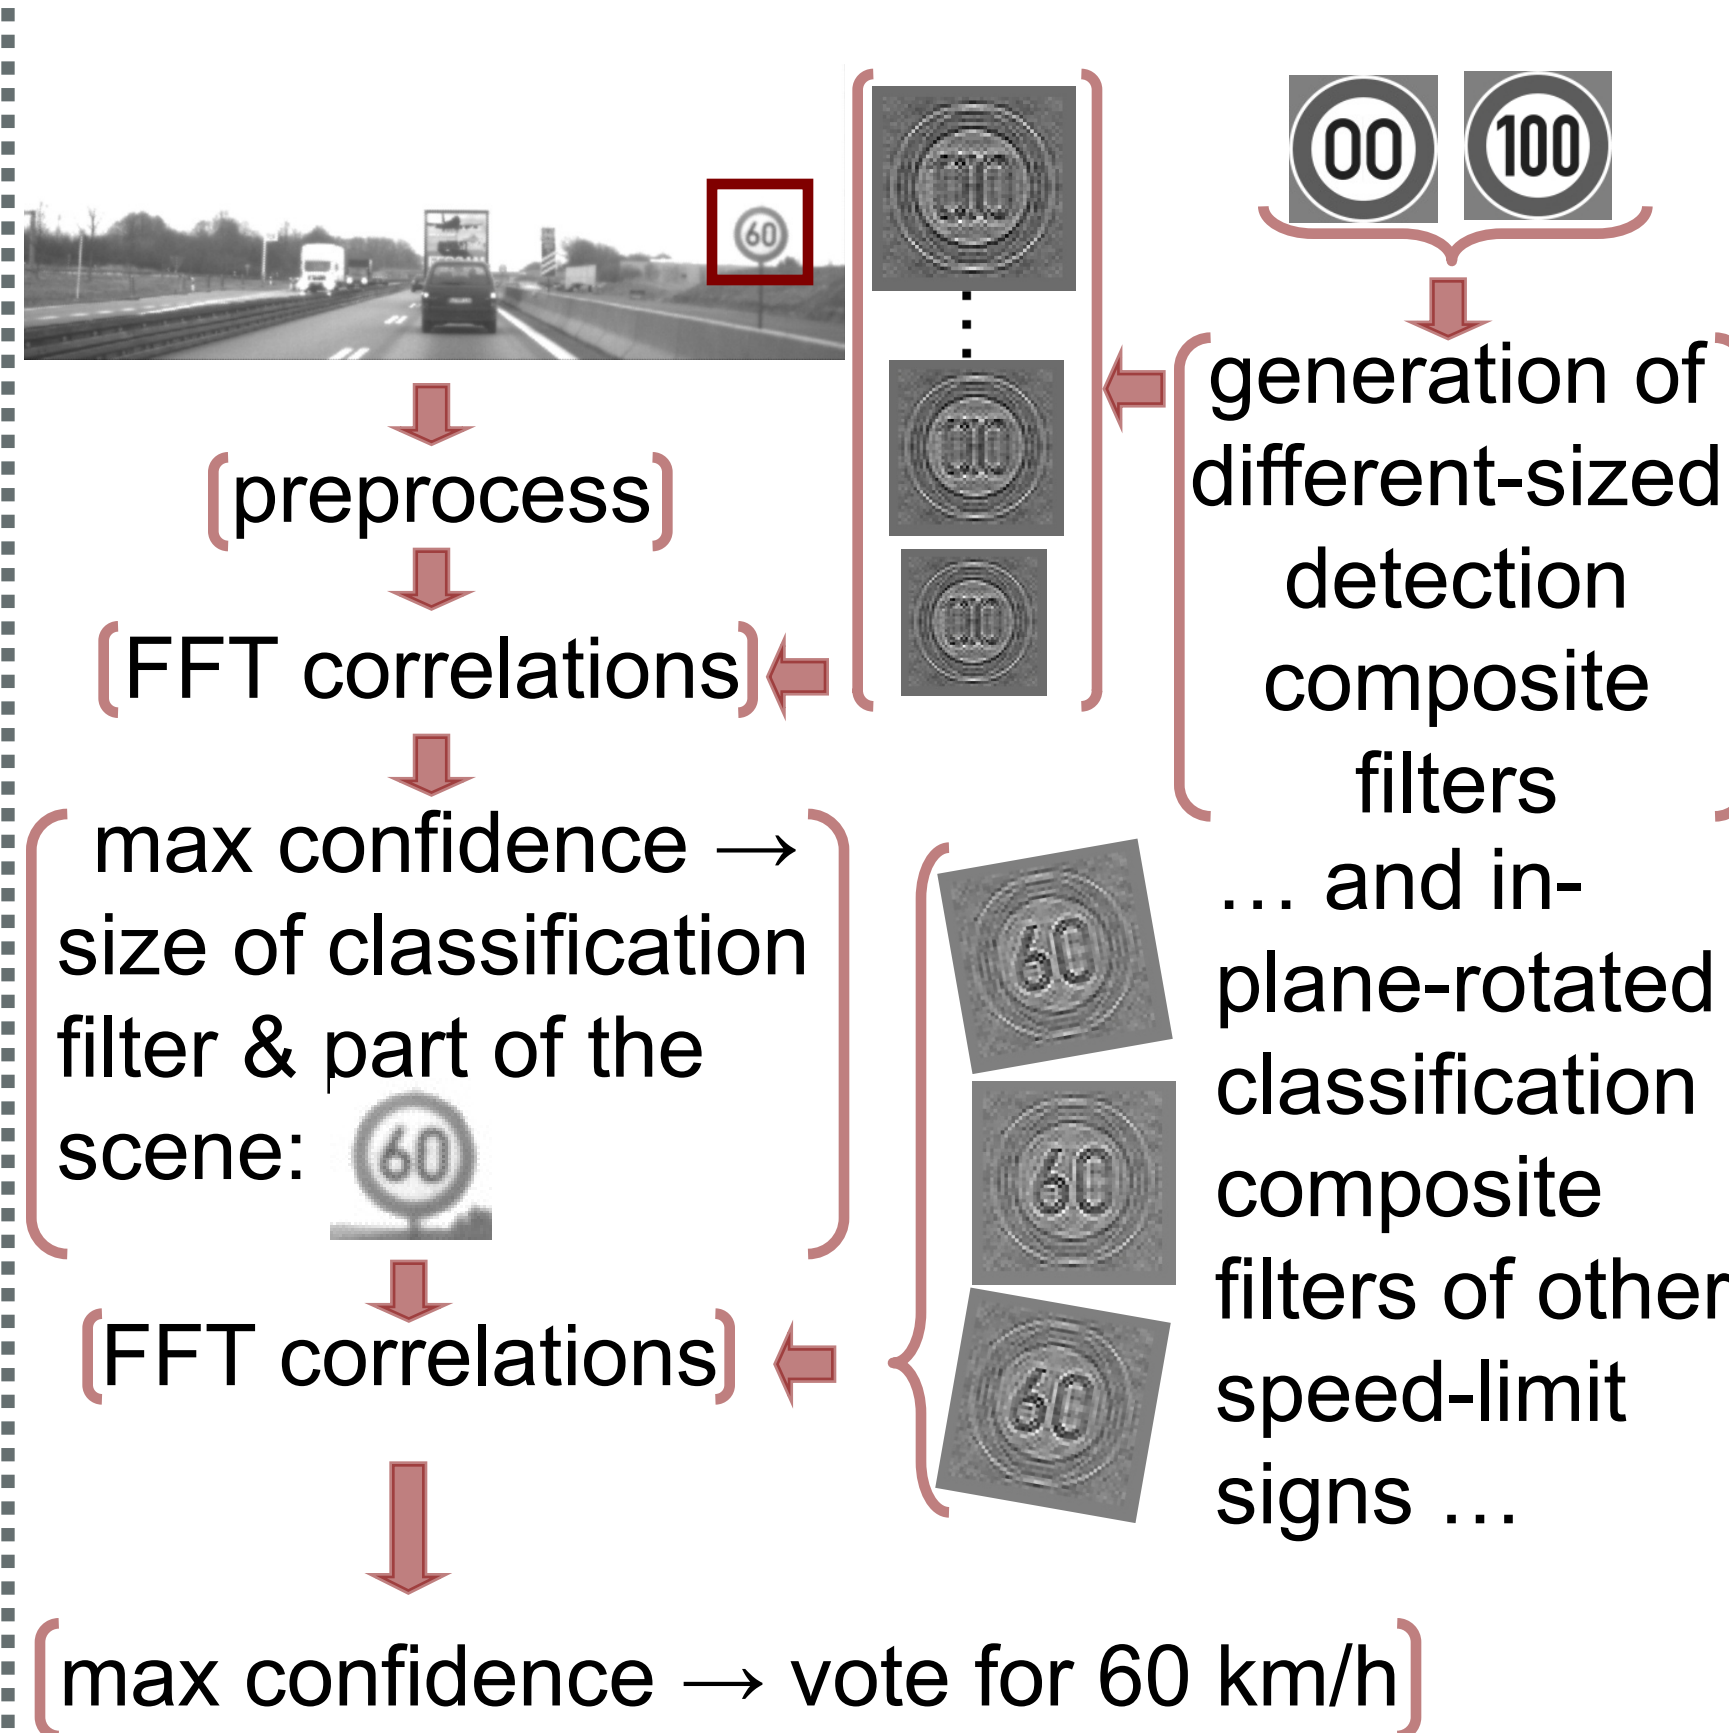 60
00
100
generation of
different-sized
detection
composite
filters
preprocess
FFT correlations
max confidence →
size of classification
filter & part of the
scene:
60
… and in-
plane-rotated
classification
composite
filters of other
speed-limit
signs …
60
60
60
FFT correlations
max confidence → vote for 60 km/h